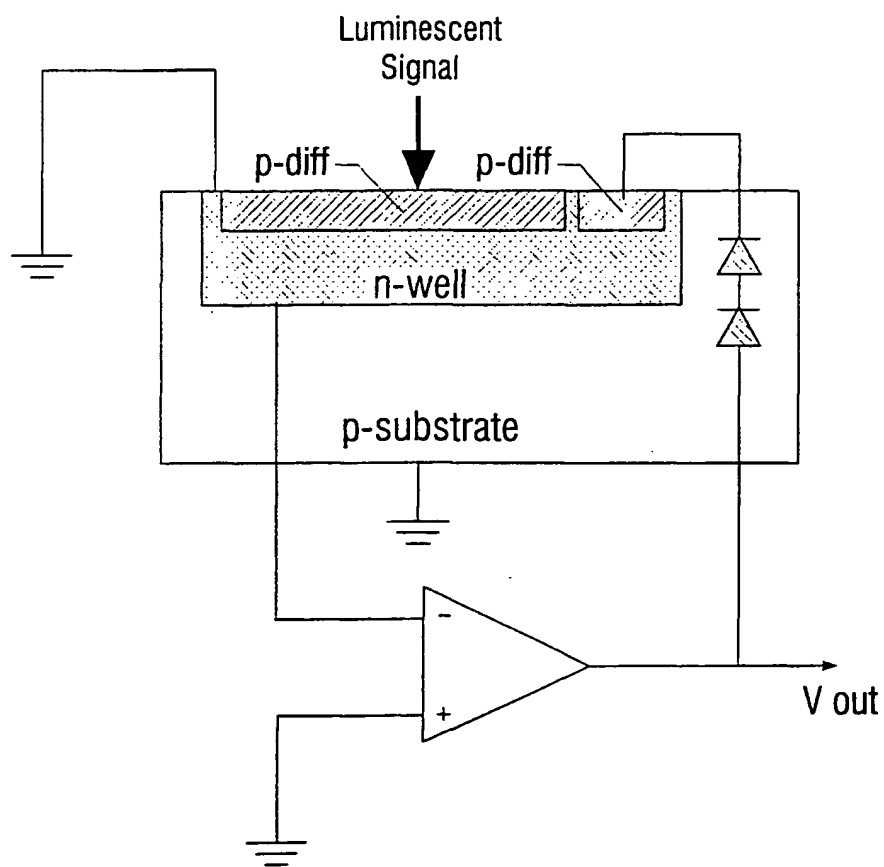 Luminescent
Signal
p-diff
p-diff
n-well
p-substrate
-
+
V out